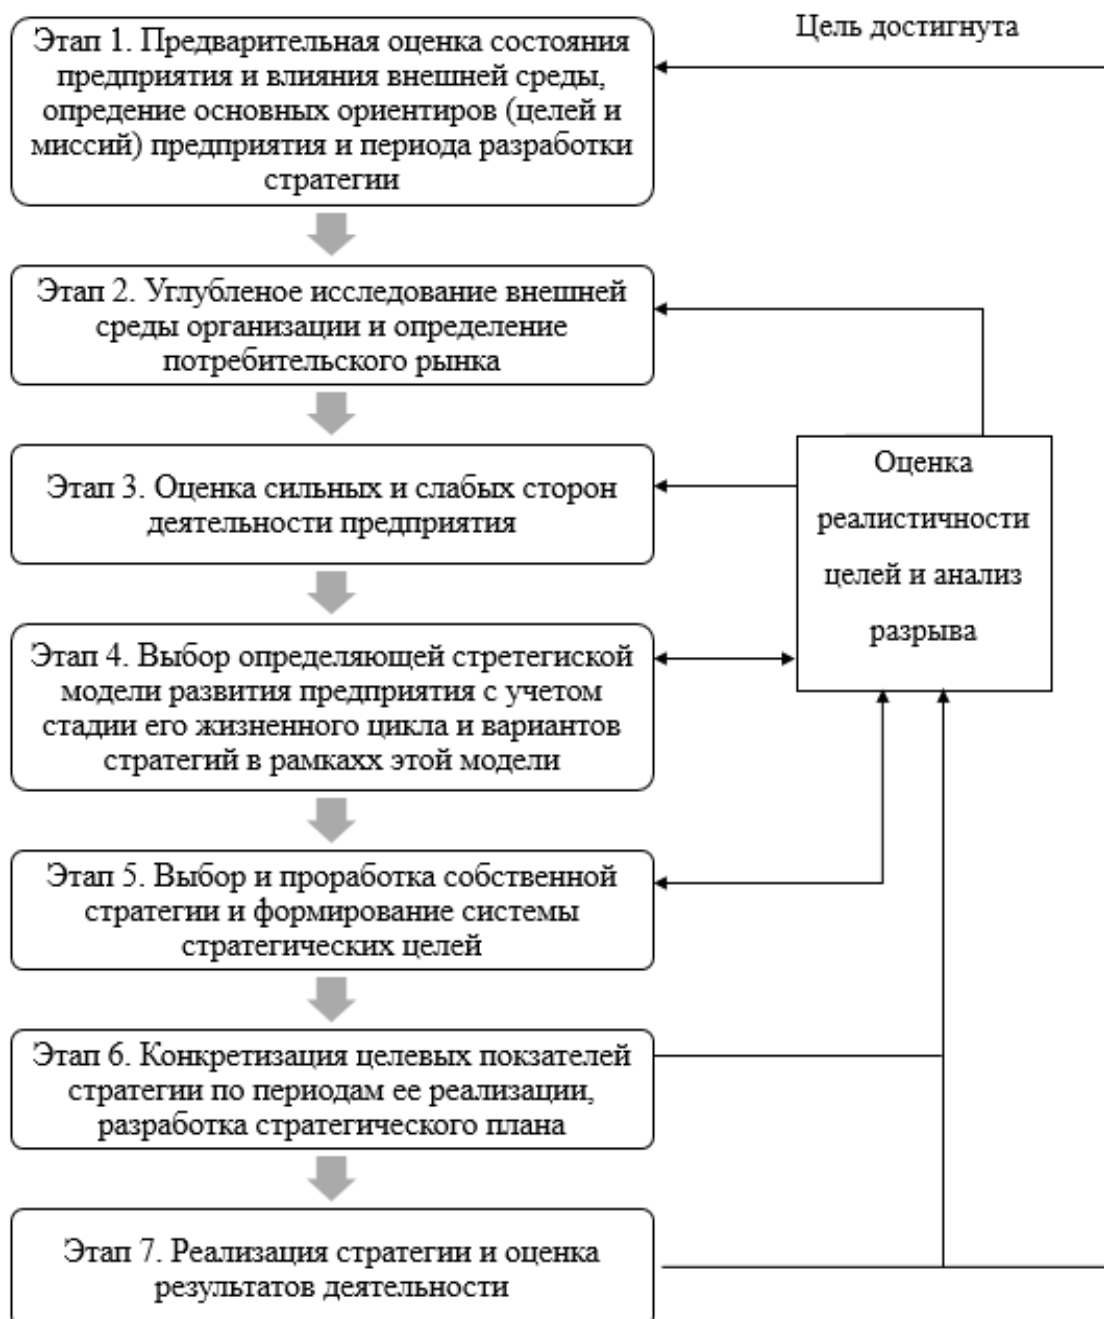 Этап 1. Предварительная оценка состояния
предприятия и влияния внешней среды,
опредение основных ориентиров (целей и
миссий) предприятия и периода разработки
стратегии
Цель достигнута
Этап 2. Углубленое исследование внешней
среды организации и определение
потребительского рынка
Этап 3. Оценка сильных и слабых сторон
деятельности предприятия
Оценка
реалистичности
целей и анализ
разрыва
Этап 4. Выбор определяющей стретегиской
модели развития предприятия с учетом
стадии его жизненного цикла и вариантов
стратегий в рамкахх этой модели
Этап 5. Выбор и проработка собственной
стратегии и формирование системы
стратегических целей
Этап 6. Конкретизация целевых покзателей
стратегии по периодам ее реализации,
разработка стратегического плана
Этап 7. Реализация стратегии и оценка
результатов деятельности